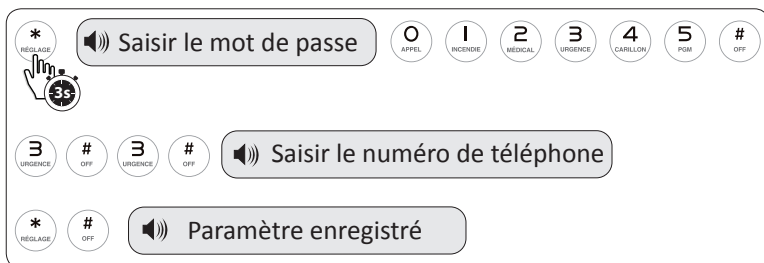 * RÉGLAGE 3s Saisir le mot de passe 0 APPEL 1 INCENDIE 2 MÉDICAL 3 URGENCE 4 CARILLON 5 PGM # OFF
3 URGENCE # OFF 3 URGENCE # OFF Saisir le numéro de téléphone
* RÉGLAGE # OFF Paramètre enregistré